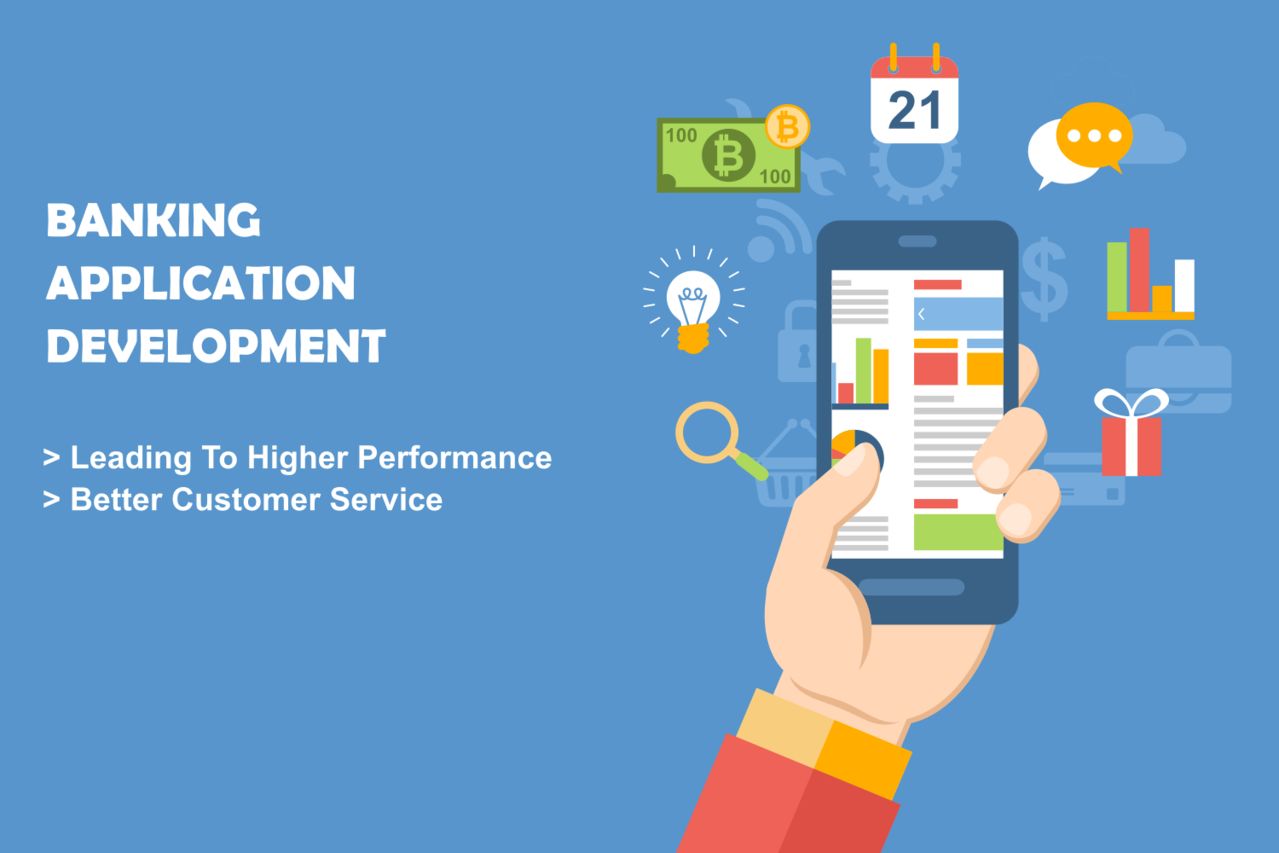 BANKING
APPLICATION
DEVELOPMENT
> Leading To Higher Performance
> Better Customer Service
100
100
21